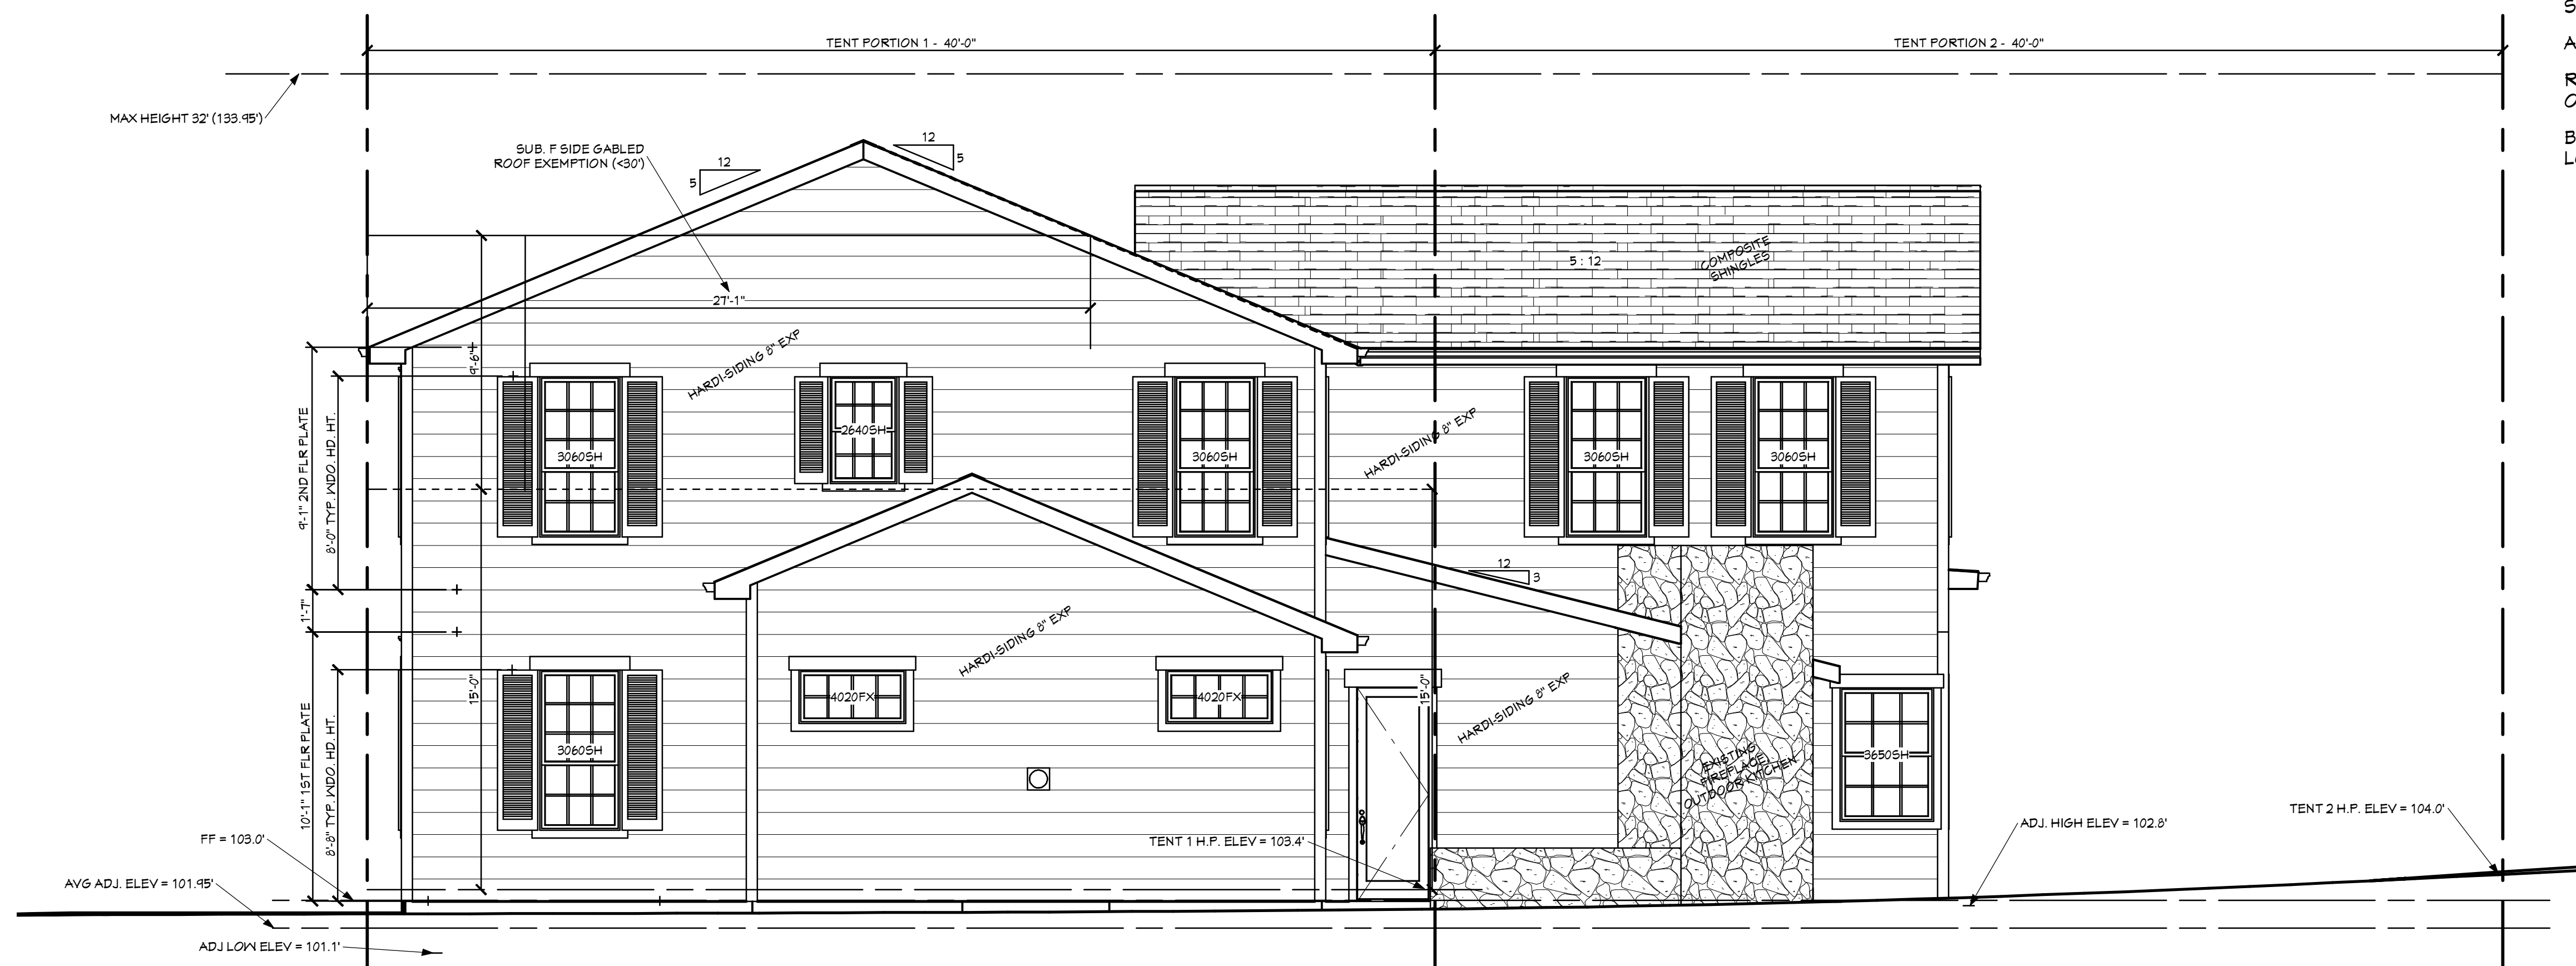 TENT PORTION 1 - 40'-0"
TENT PORTION 2 - 40'-0"
S
A
R
O
B
L
MAX HEIGHT 32' (133.95')
SUB. F SIDE GABLED
ROOF EXEMPTION (<30')
12
5
12
5
COMPOSITE
SHINGLES
5 : 12
27'-1"
9'-6"
HARDI-SIDING 8" EXP
HARDI-SIDING 8" EXP
9'-1" 2ND FLR PLATE
8'-0" TYP. WDO. HD. HT.
2640SH
3060SH
3060SH
3060SH
3060SH
12
3
1'-7"
HARDI-SIDING 8" EXP
HARDI-SIDING 8" EXP
15'-0"
15'-0"
4020FX
4020FX
3060SH
3650SH
10'-1" 1ST FLR PLATE
8'-8" TYP. WDO. HD. HT.
EXISTING
FIREPLACE/
OUTDOOR KITCHEN
FF = 103.0'
TENT 1 H.P. ELEV = 103.4'
ADJ. HIGH ELEV = 102.8'
TENT 2 H.P. ELEV = 104.0'
AVG ADJ. ELEV = 101.95'
ADJ LOW ELEV = 101.1'